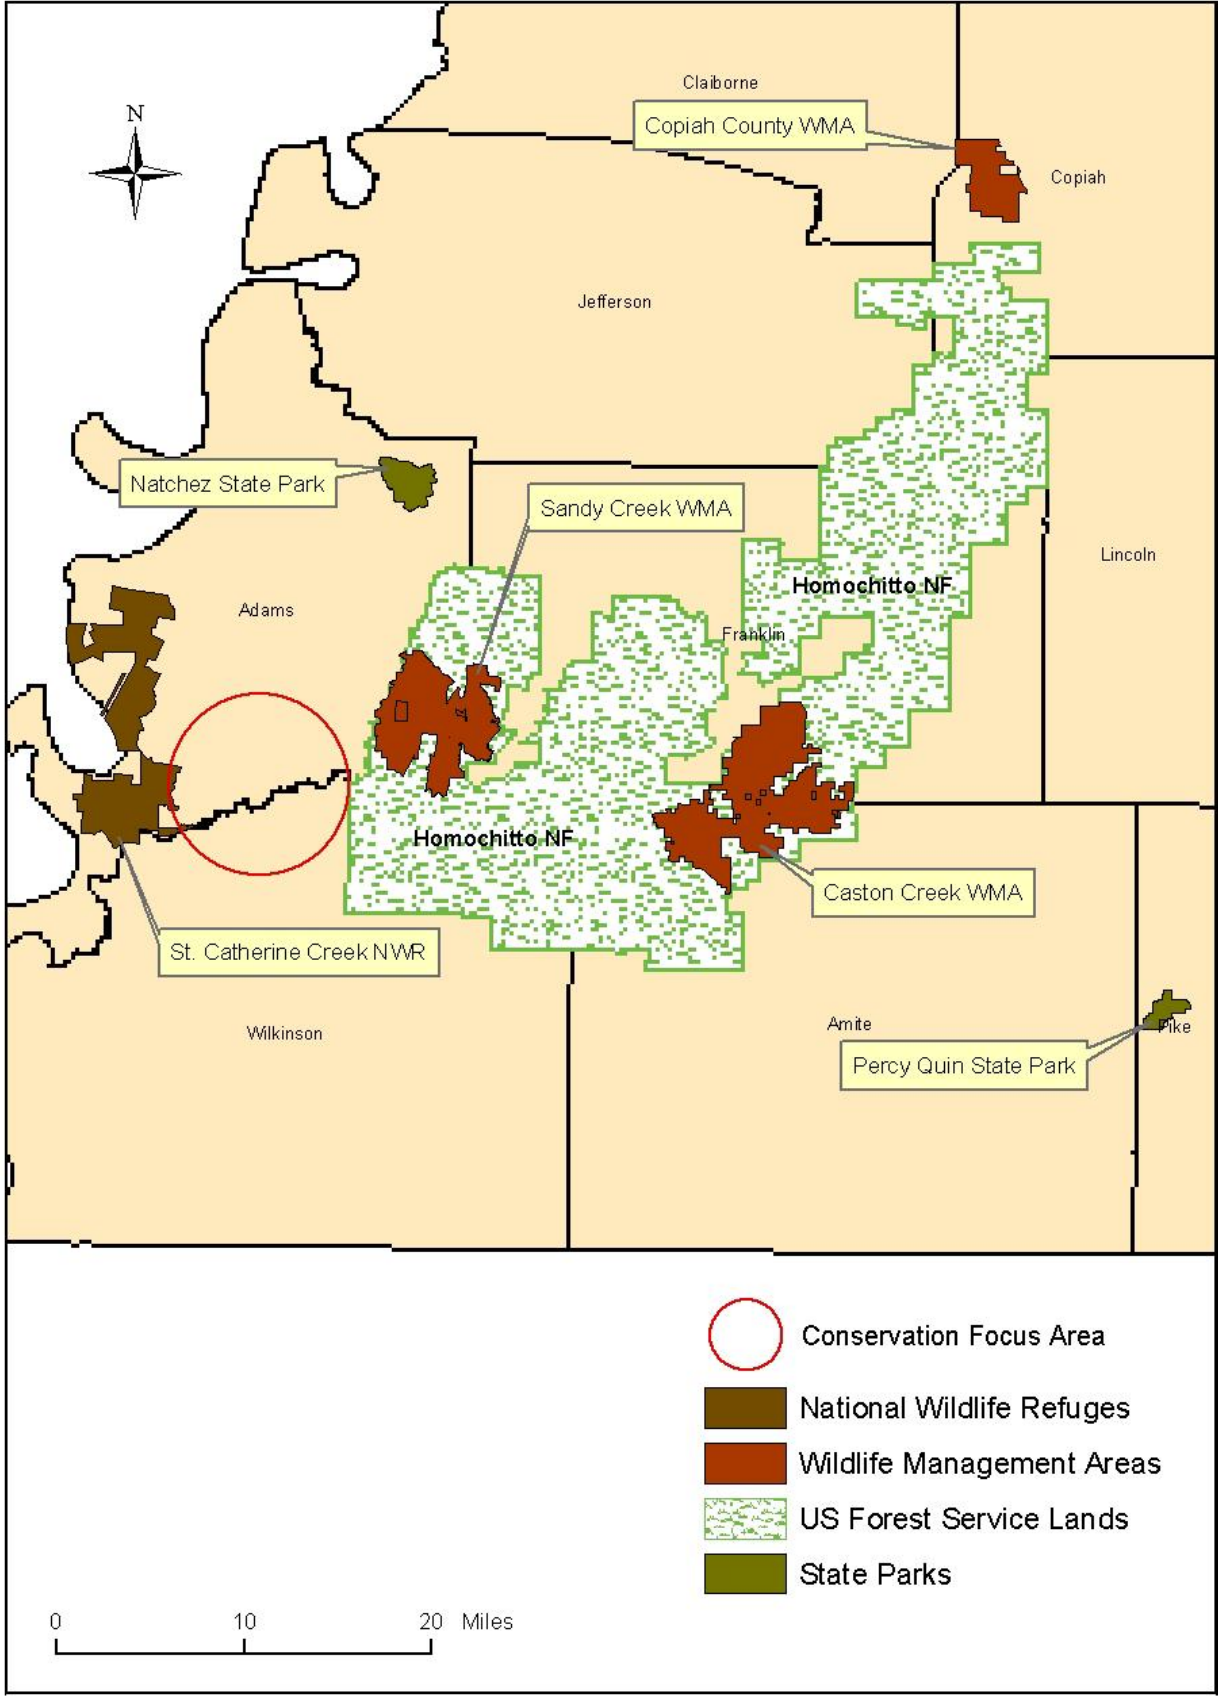 Claiborne
N
Copiah County WMA
Copiah
Jefferson
Natchez State Park
Sandy Creek WMA
Lincoln
Homochitto NF
Adams
Franklin
Homochitto NF
Caston Creek WMA
St. Catherine Creek NWR
Wilkinson
Amite
Pike
Percy Quin State Park
Conservation Focus Area
National Wildlife Refuges
Wildlife Management Areas
US Forest Service Lands
State Parks
0 10 20 Miles